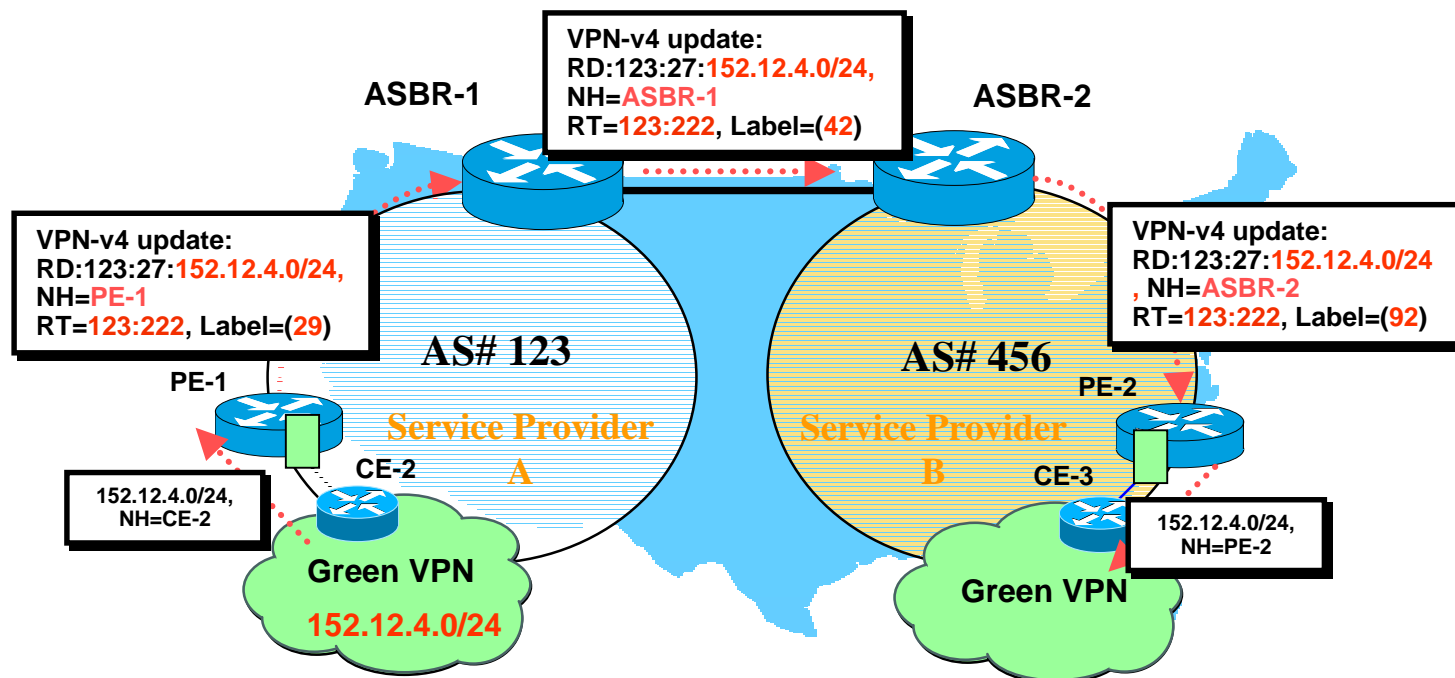 VPN-v4 update:
RD:123:27:152.12.4.0/24,
NH=ASBR-1
RT=123:222, Label=(42)
ASBR-1
ASBR-2
VPN-v4 update:
RD:123:27:152.12.4.0/24,
NH=PE-1
RT=123:222, Label=(29)
VPN-v4 update:
RD:123:27:152.12.4.0/24
, NH=ASBR-2
RT=123:222, Label=(92)
AS# 123
AS# 456
PE-1
PE-2
Service Provider
A
Service Provider
B
CE-2
CE-3
152.12.4.0/24,
NH=CE-2
152.12.4.0/24,
NH=PE-2
Green VPN
152.12.4.0/24
Green VPN